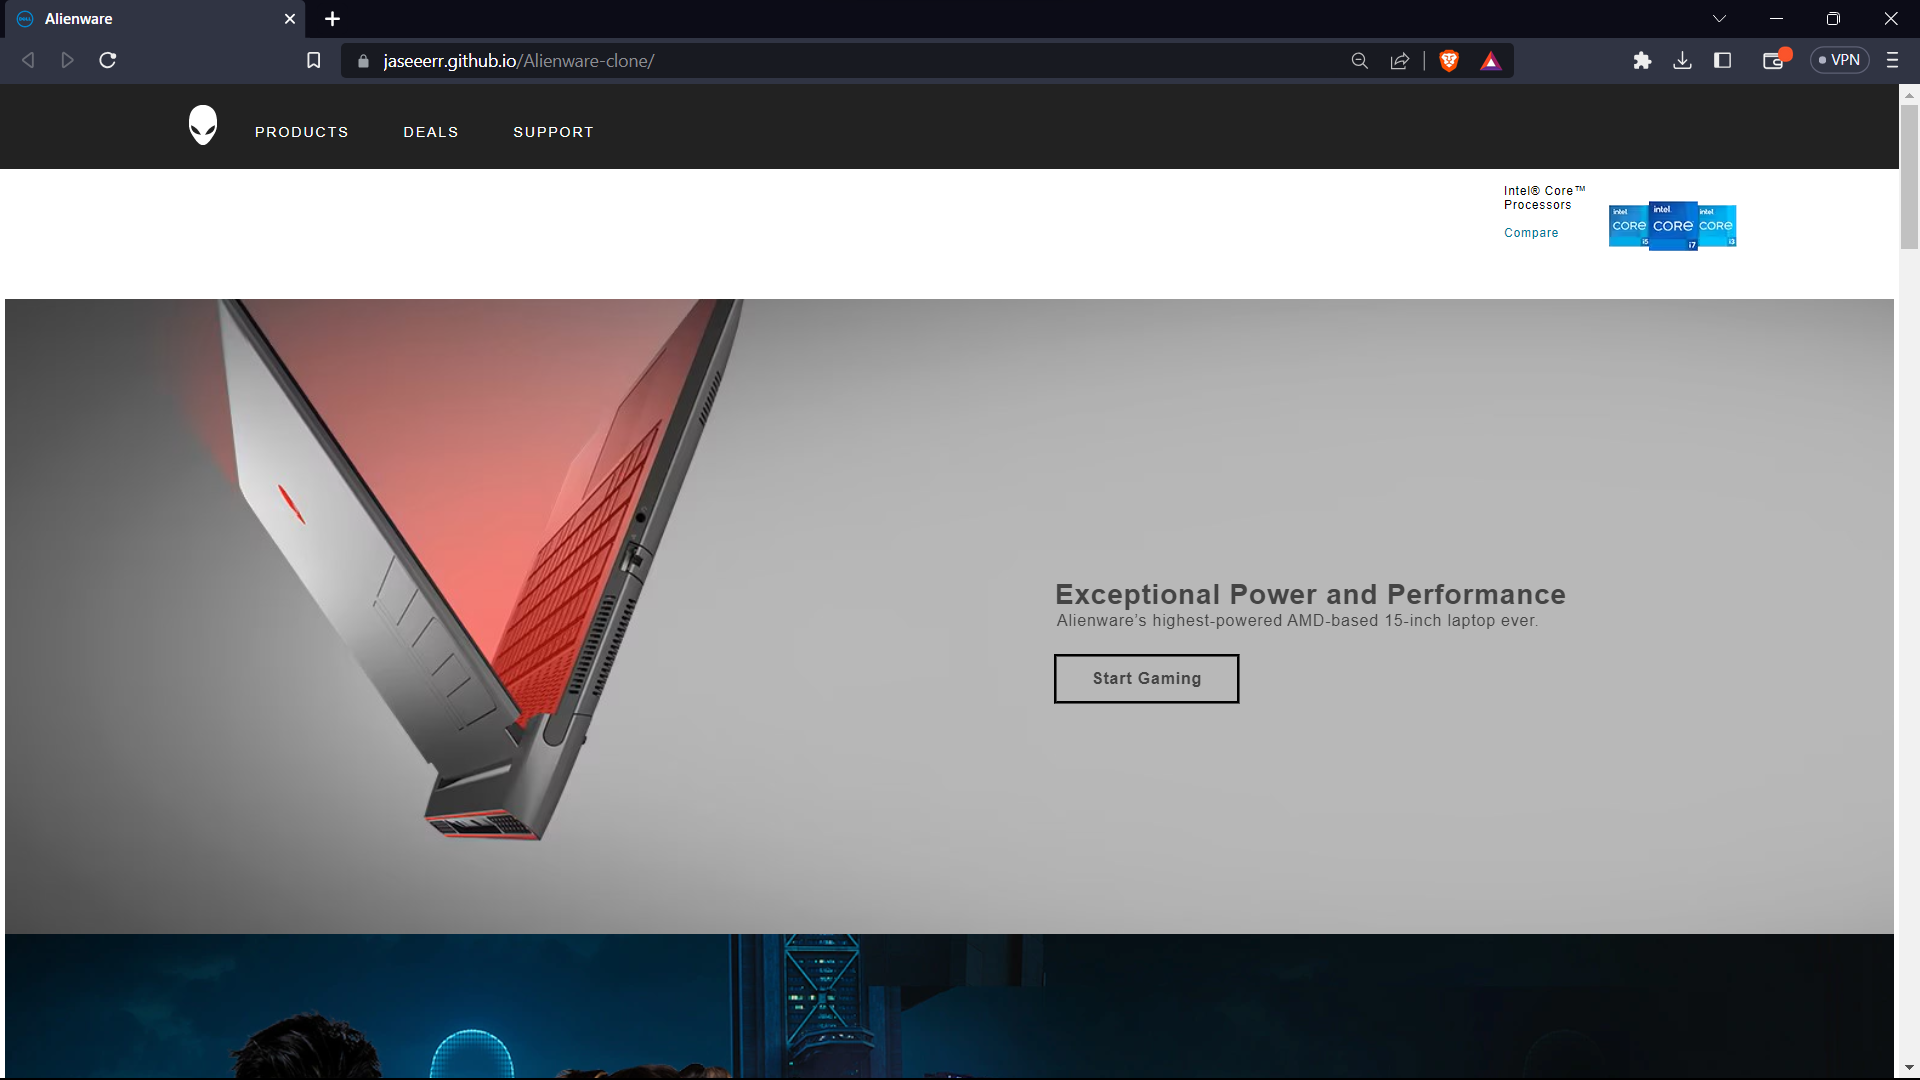 Alienware
jaseeerr.github.io/Alienware-clone/
VPN
PRODUCTS DEALS SUPPORT
Intel® Core™
Processors
Compare
intel
CORE
i5
intel
CORE
i7
intel
CORE
i3
Exceptional Power and Performance
Alienware's highest-powered AMD-based 15-inch laptop ever.
Start Gaming